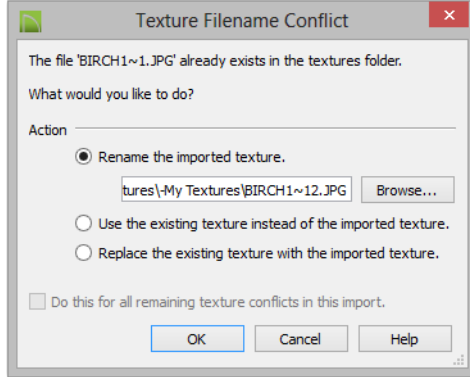 Texture Filename Conflict
The file 'BIRCH1~1.JPG' already exists in the textures folder.
What would you like to do?
Action
Rename the imported texture.
tures\-My Textures\BIRCH1~12.JPG
Browse...
Use the existing texture instead of the imported texture.
Replace the existing texture with the imported texture.
Do this for all remaining texture conflicts in this import.
OK
Cancel
Help